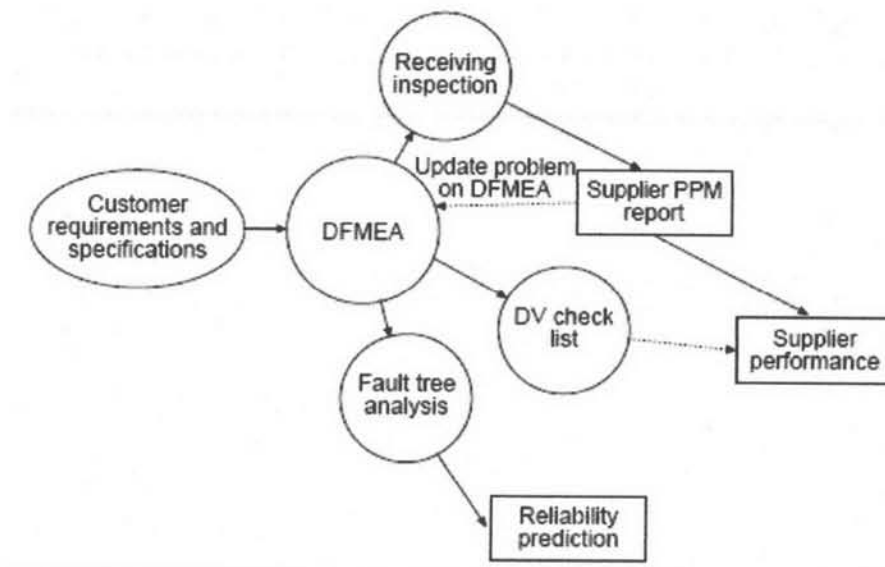 Receiving
inspection
Update problem
on DFMEA
Supplier PPM
report
Customer
requirements and
specifications
DFMEA
DV check
list
Supplier
performance
Fault tree
analysis
Reliability
prediction